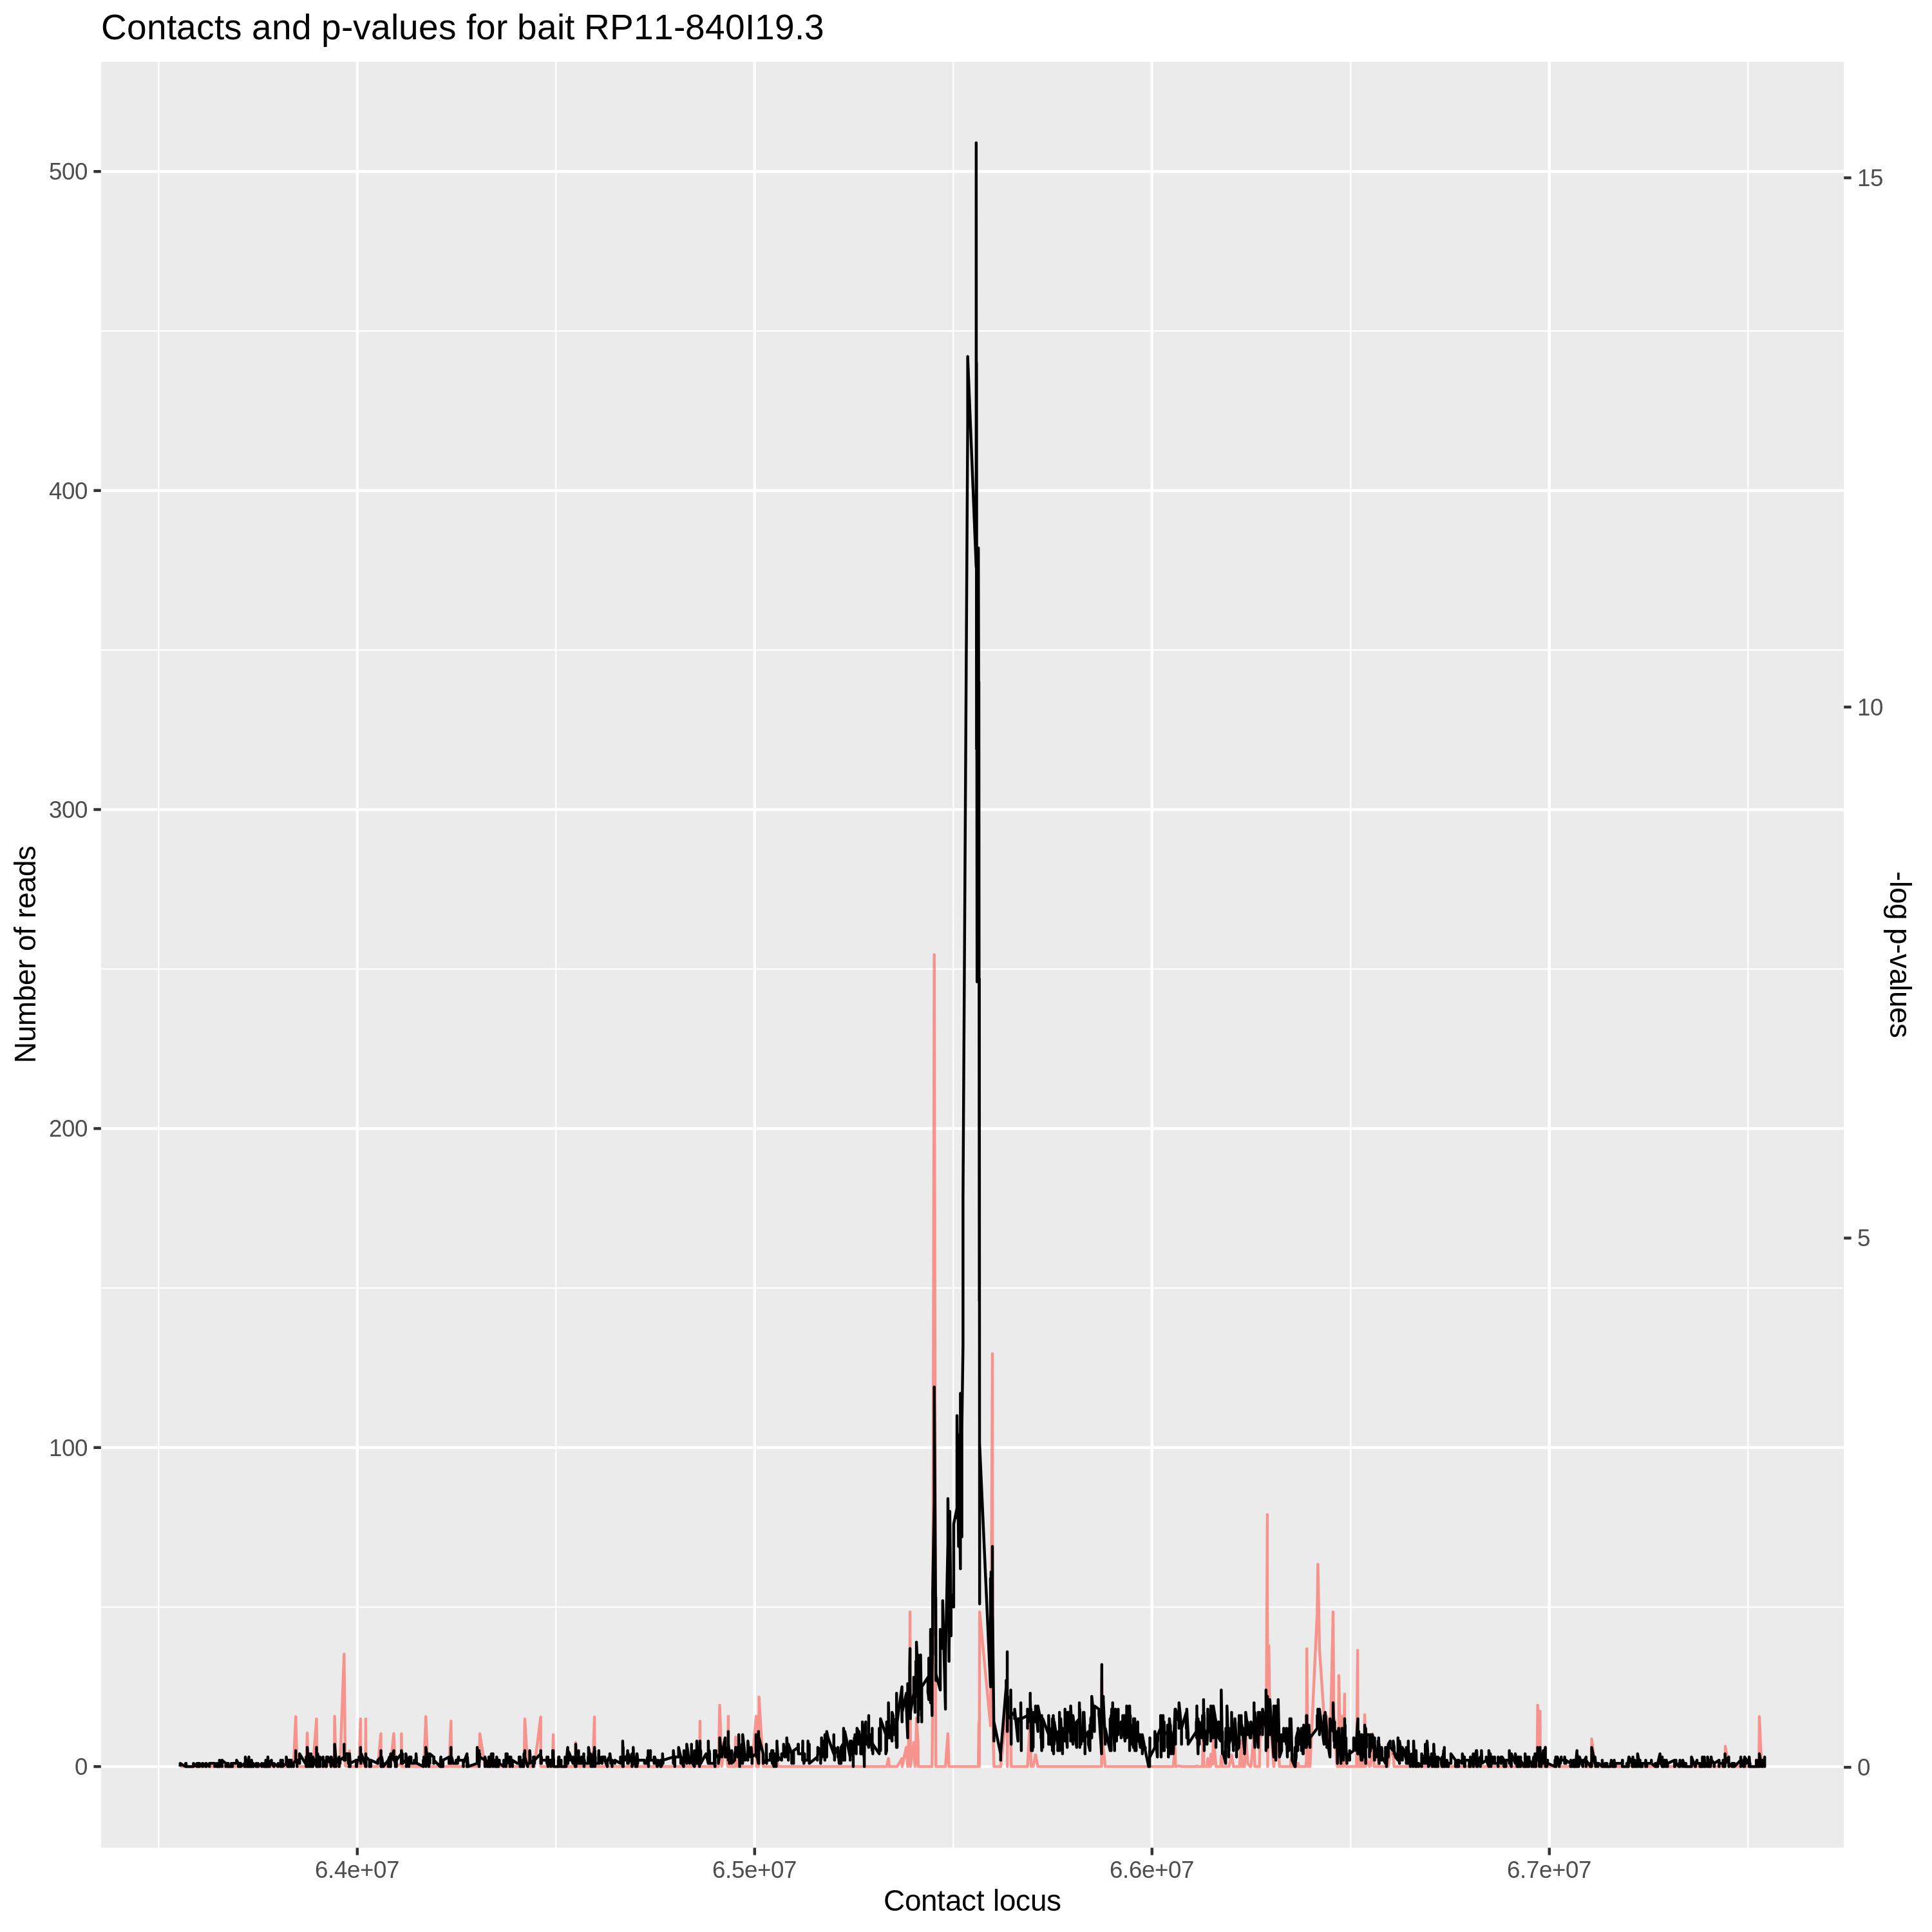 Contacts and p-values for bait RP11-840I19.3
500
400
300
200
100
0
Number of reads
15
10
5
0
-log p-values
6.4e+07
6.5e+07
6.6e+07
6.7e+07
Contact locus